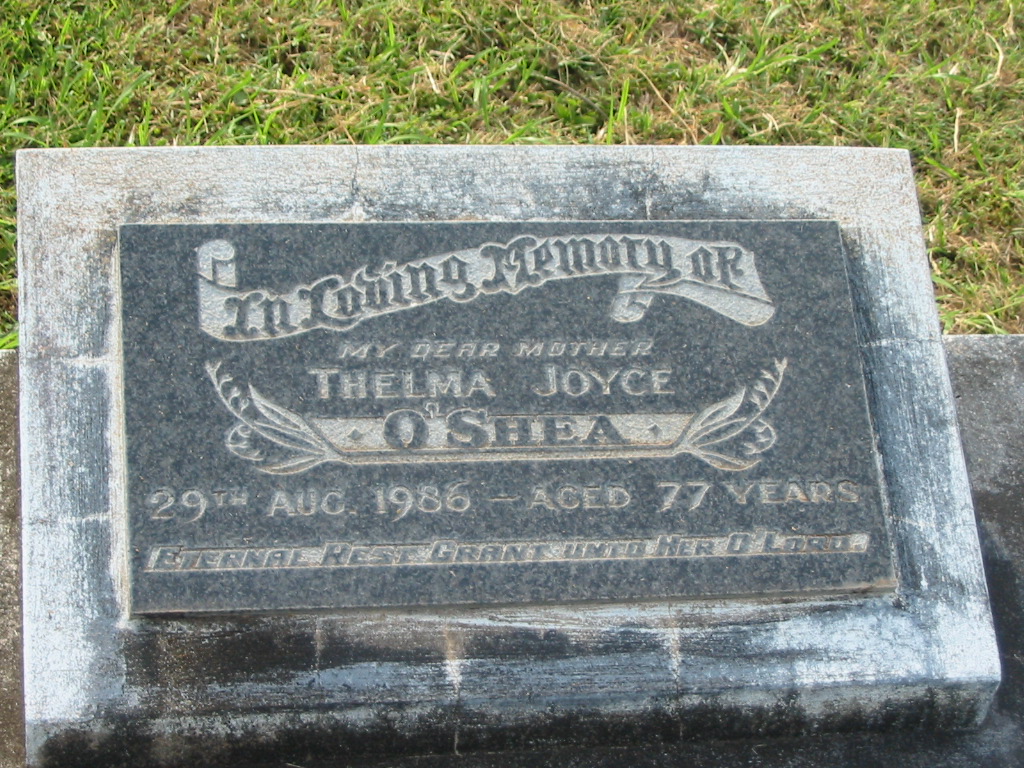 In Loving Memory of
MY DEAR MOTHER
THELMA JOYCE
O'SHEA
29TH AUG. 1986 — AGED 77 YEARS
ETERNAL REST GRANT UNTO HER O LORD.